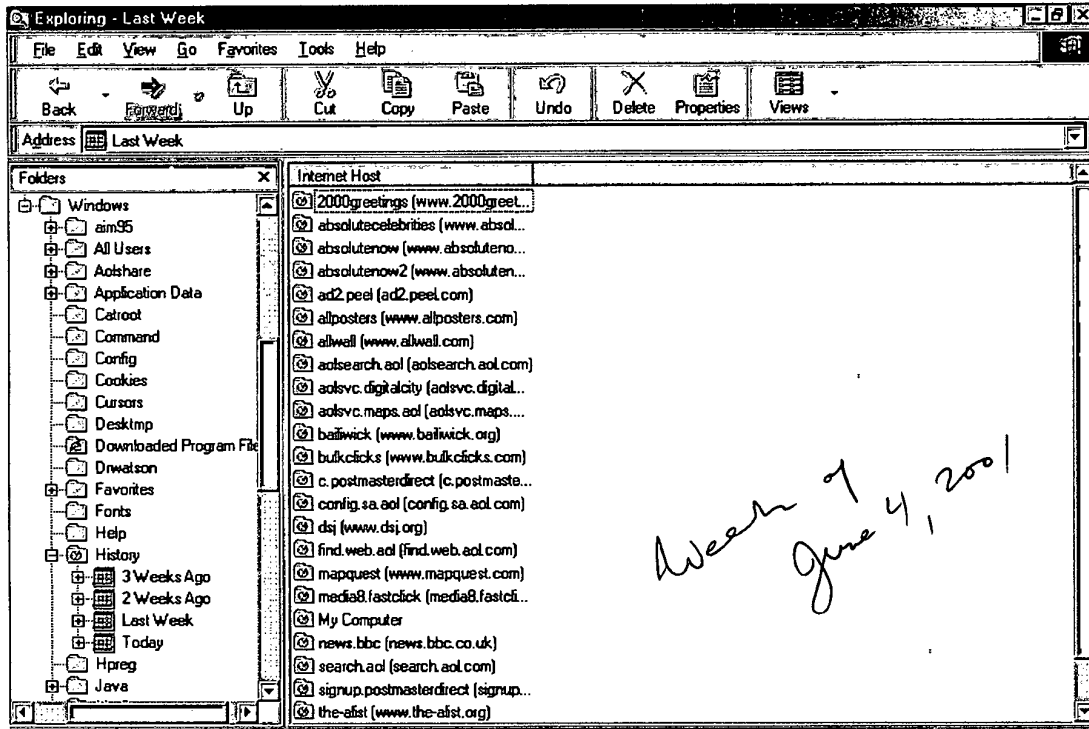 Exploring - Last Week
File Edit View Go Favorites Tools Help
Back Forward Up Cut Copy Paste Undo Delete Properties Views
Address Last Week
Folders
Windows
aim95
All Users
Aolshare
Application Data
Catroot
Command
Config
Cookies
Cursors
Desktmp
Downloaded Program File
Drwatson
Favorites
Fonts
Help
History
3 Weeks Ago
2 Weeks Ago
Last Week
Today
Hpreg
Java
Internet Host
2000greetings (www.2000greet...
absolutecelebrities (www.absol...
absolutenow (www.absoluteno...
absolutenow2 (www.absoluten...
ad2.peel (ad2.peel.com)
allposters (www.allposters.com)
allwall (www.allwall.com)
aolsearch.aol (aolsearch.aol.com)
aolsvc.digitalcity (aolsvc.digital...
aolsvc.maps.aol (aolsvc.maps....
bailiwick (www.bailiwick.org)
bulkclicks (www.bulkclicks.com)
c.postmasterdirect (c.postmaste...
config.sa.aol (config.sa.aol.com)
dsj (www.dsj.org)
find.web.aol (find.web.aol.com)
mapquest (www.mapquest.com)
media8.fastclick (media8.fastcli...
My Computer
news.bbc (news.bbc.co.uk)
search.aol (search.aol.com)
signup.postmasterdirect (signup...
the-alist (www.the-alist.org)
Week of
June 4, 2001